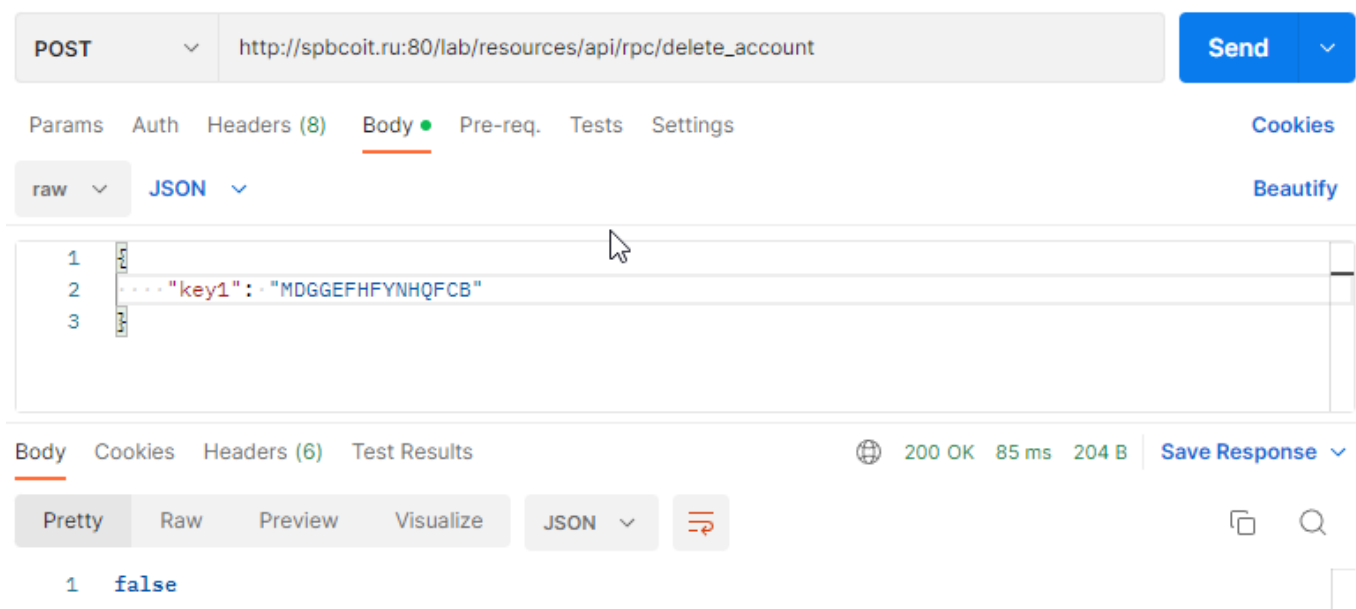 POST http://spbcoit.ru:80/lab/resources/api/rpc/delete_account Send
Params Auth Headers (8) Body Pre-req. Tests Settings Cookies
raw JSON Beautify
1 {
2 "key1": "MDGGEFHFYNHQFCB"
3 }
Body Cookies Headers (6) Test Results 200 OK 85 ms 204 B Save Response
Pretty Raw Preview Visualize JSON
1 false